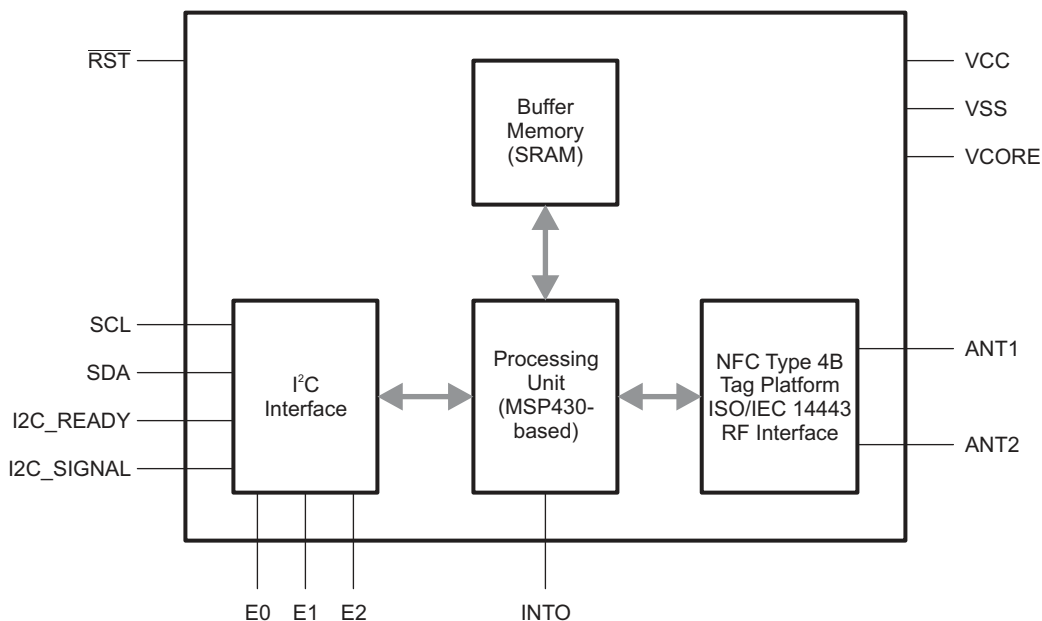 R̅S̅T̅
VCC
VSS
VCORE
Buffer
Memory
(SRAM)
SCL
SDA
I2C_READY
I2C_SIGNAL
I²C
Interface
Processing
Unit
(MSP430-
based)
NFC Type 4B
Tag Platform
ISO/IEC 14443
RF Interface
ANT1
ANT2
E0 E1 E2
INTO